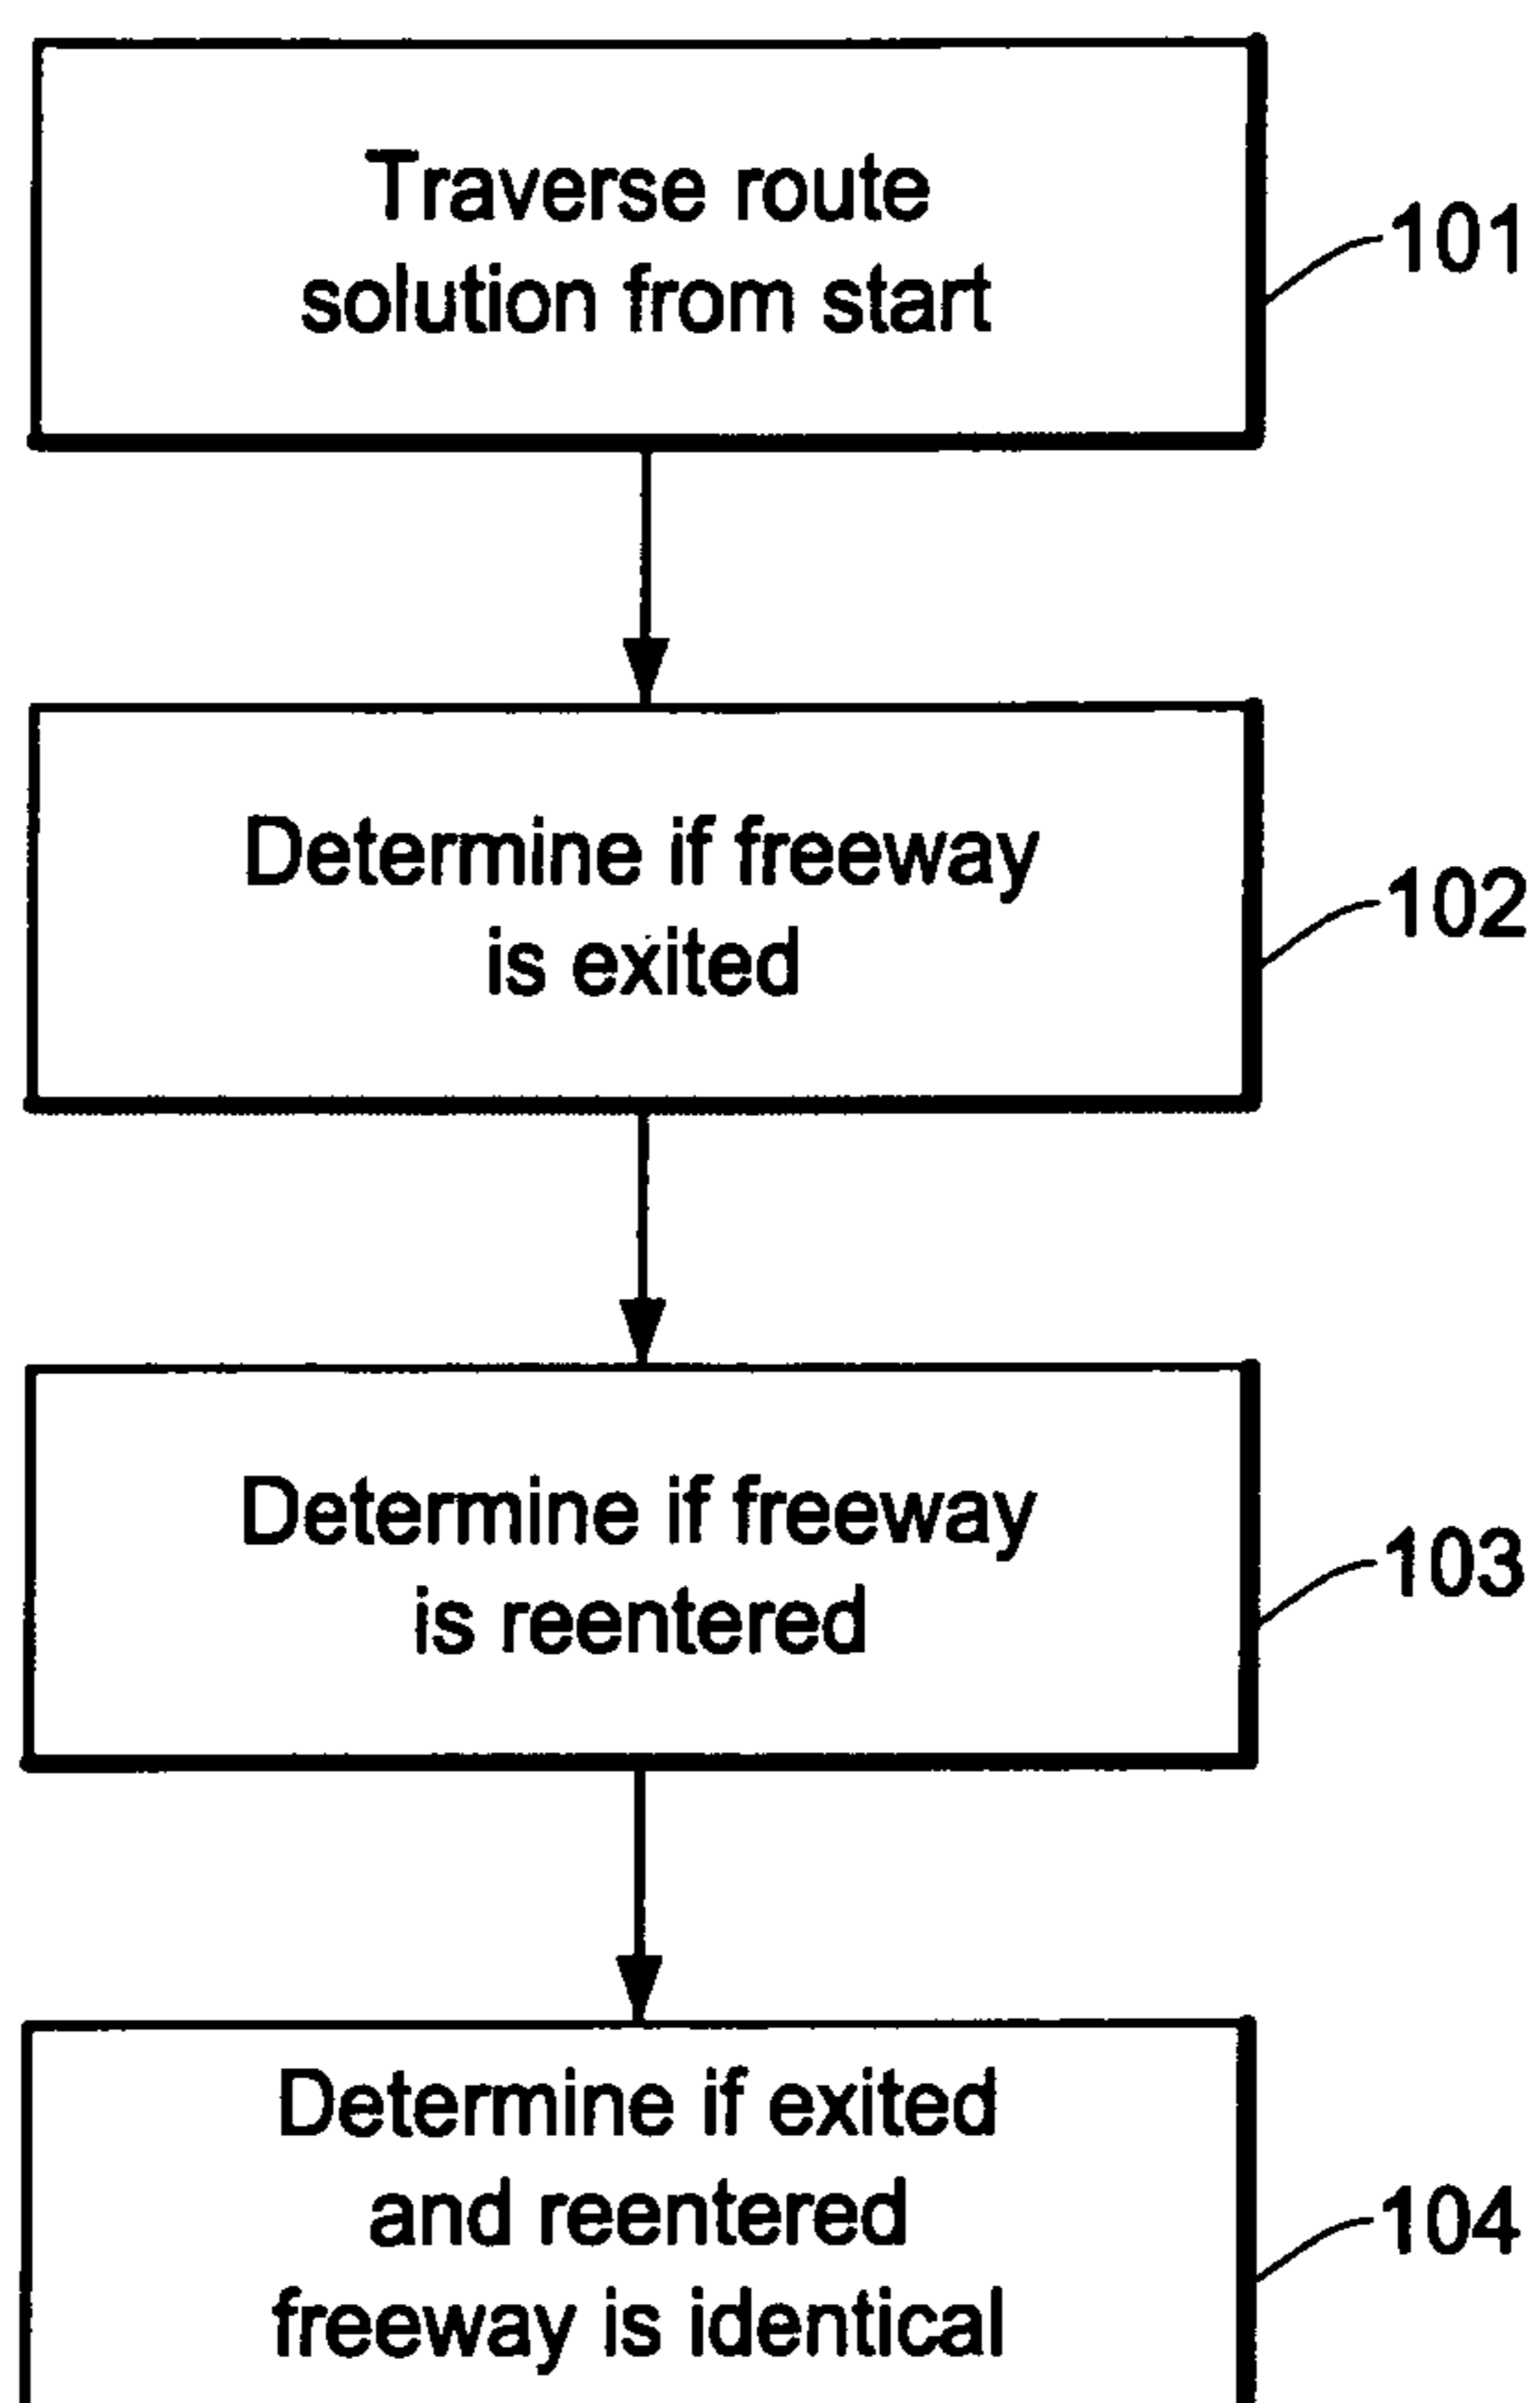 Traverse route
solution from start
101
Determine if freeway
is exited
102
Determine if freeway
is reentered
103
Determine if exited
and reentered
freeway is identical
104